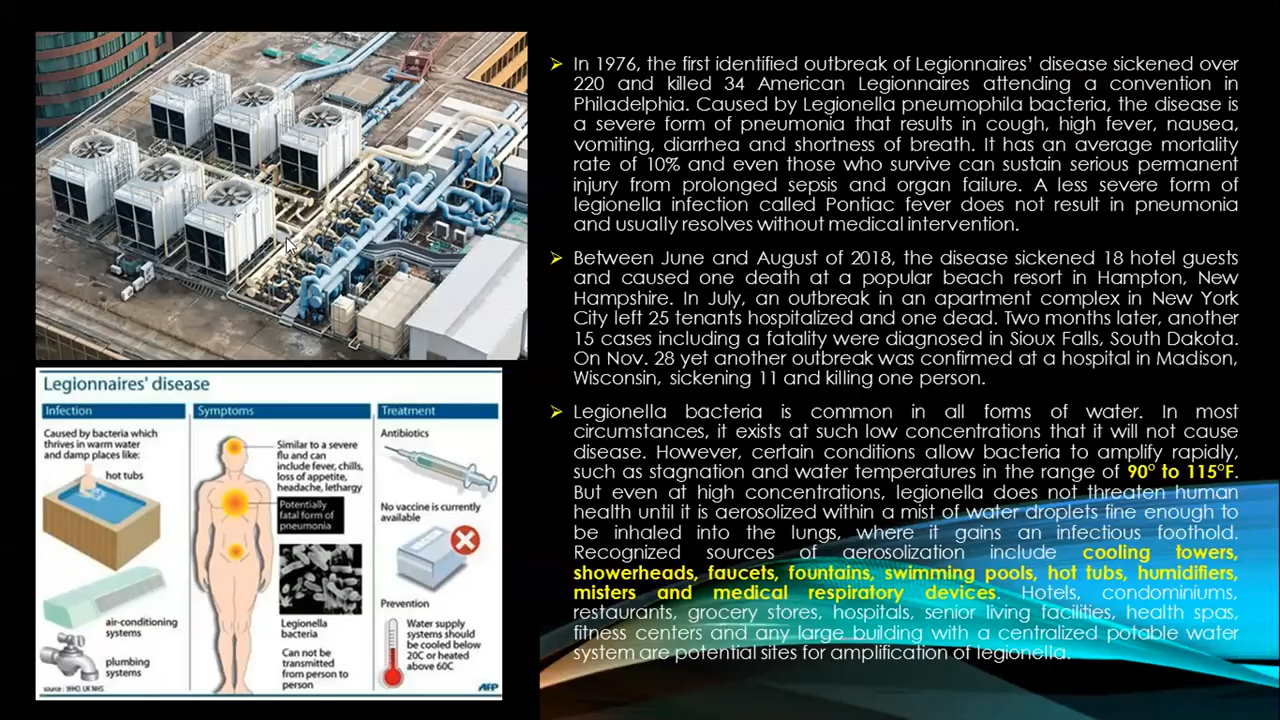 ➢ In 1976, the first identified outbreak of Legionnaires' disease sickened over
220 and killed 34 American Legionnaires attending a convention in
Philadelphia. Caused by Legionella pneumophila bacteria, the disease is
a severe form of pneumonia that results in cough, high fever, nausea,
vomiting, diarrhea and shortness of breath. It has an average mortality
rate of 10% and even those who survive can sustain serious permanent
injury from prolonged sepsis and organ failure. A less severe form of
legionella infection called Pontiac fever does not result in pneumonia
and usually resolves without medical intervention.
➢ Between June and August of 2018, the disease sickened 18 hotel guests
and caused one death at a popular beach resort in Hampton, New
Hampshire. In July, an outbreak in an apartment complex in New York
City left 25 tenants hospitalized and one dead. Two months later, another
15 cases including a fatality were diagnosed in Sioux Falls, South Dakota.
On Nov. 28 yet another outbreak was confirmed at a hospital in Madison,
Wisconsin, sickening 11 and killing one person.
➢ Legionella bacteria is common in all forms of water. In most
circumstances, it exists at such low concentrations that it will not cause
disease. However, certain conditions allow bacteria to amplify rapidly,
such as stagnation and water temperatures in the range of 90° to 115°F.
But even at high concentrations, legionella does not threaten human
health until it is aerosolized within a mist of water droplets fine enough to
be inhaled into the lungs, where it gains an infectious foothold.
Recognized sources of aerosolization include cooling towers,
showerheads, faucets, fountains, swimming pools, hot tubs, humidifiers,
misters and medical respiratory devices. Hotels, condominiums,
restaurants, grocery stores, hospitals, senior living facilities, health spas,
fitness centers and any large building with a centralized potable water
system are potential sites for amplification of legionella.
Legionnaires' disease
Infection
Caused by bacteria which
thrives in warm water
and damp places like:
hot tubs
air-conditioning
systems
plumbing
systems
source : WHO, UK NHS
Symptoms
Similar to a severe
flu and can
include fever, chills,
loss of appetite,
headache, lethargy
Potentially
fatal form of
pneumonia
Legionella
bacteria
Can not be
transmitted
from person to
person
Treatment
Antibiotics
No vaccine is currently
available
Prevention
Water supply
systems should
be cooled below
20C or heated
above 60C
AFP